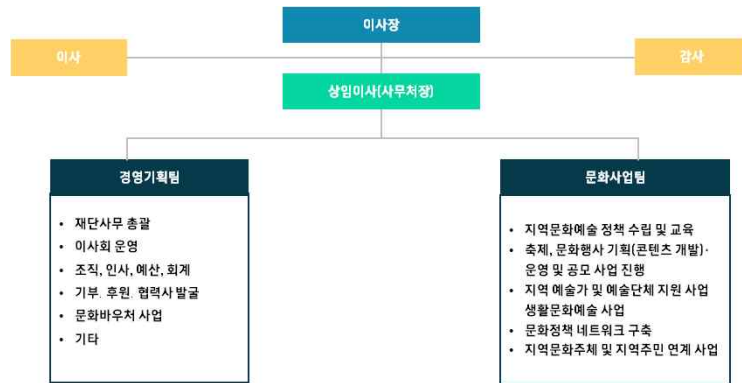 이사장
이사
감사
상임이사(사무처장)
경영기획팀
• 재단사무 총괄
• 이사회 운영
• 조직, 인사, 예산, 회계
• 기부, 후원, 협력사 발굴
• 문화바우처 사업
• 기타
문화사업팀
• 지역문화예술 정책 수립 및 교육
• 축제, 문화행사 기획(콘텐츠 개발)·
운영 및 공모 사업 진행
• 지역 예술가 및 예술단체 지원 사업
생활문화예술 사업
• 문화정책 네트워크 구축
• 지역문화주체 및 지역주민 연계 사업